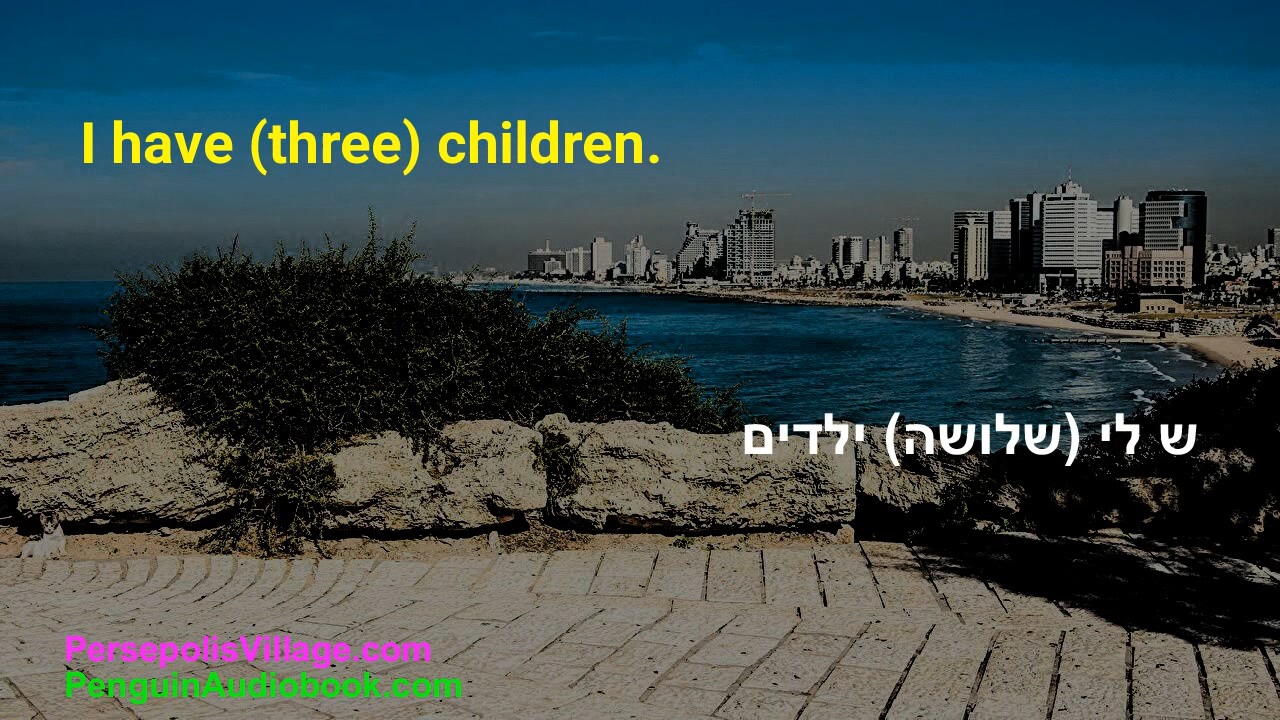 I have (three) children.
ש לי (שלושה) ילדים
PersepolisVillage.com
PenguinAudiobook.com